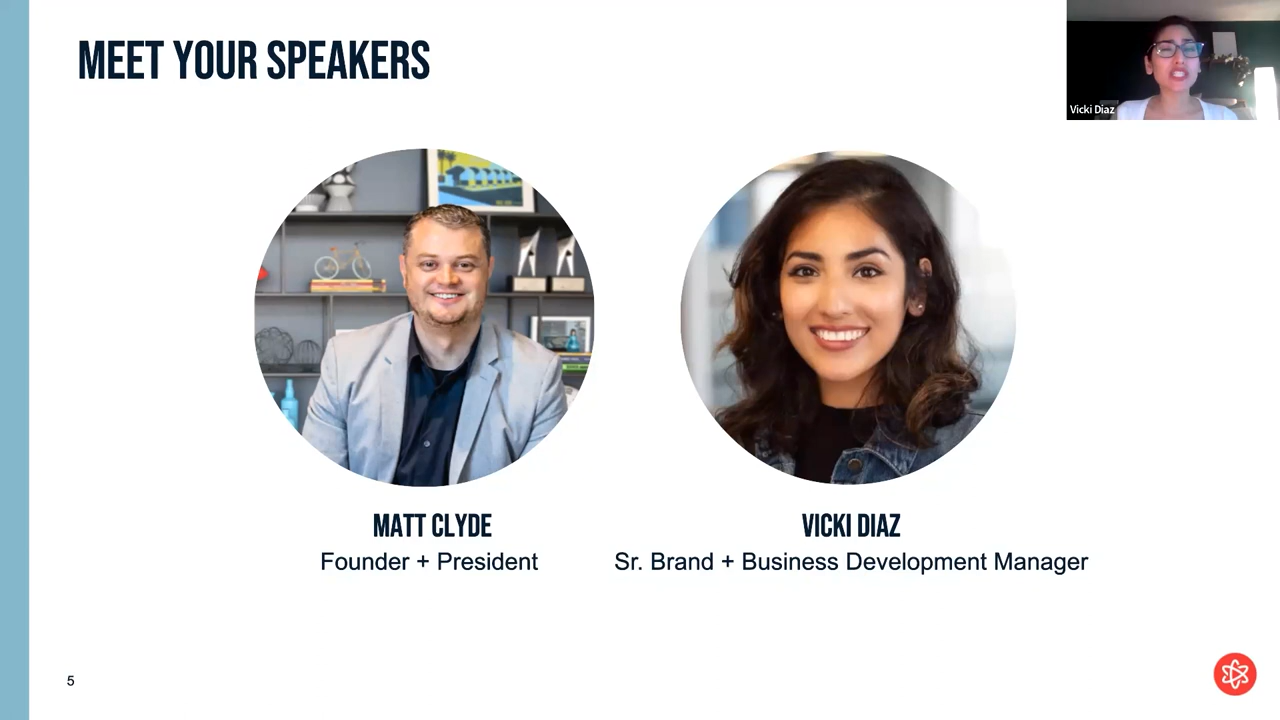 MEET YOUR SPEAKERS
Vicki Diaz
MATT CLYDE
Founder + President
VICKI DIAZ
Sr. Brand + Business Development Manager
5